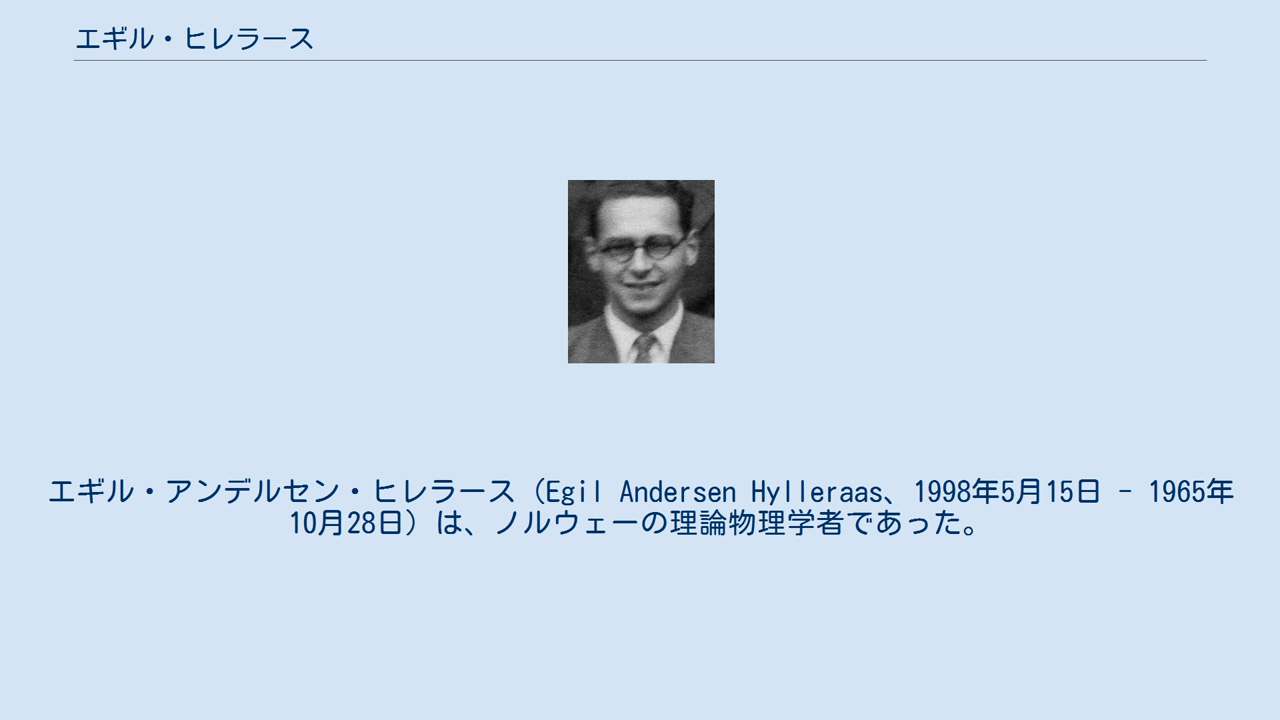 エギル・ヒレラース
エギル・アンデルセン・ヒレラース（Egil Andersen Hylleraas、1998年5月15日 - 1965年
10月28日）は、ノルウェーの理論物理学者であった。